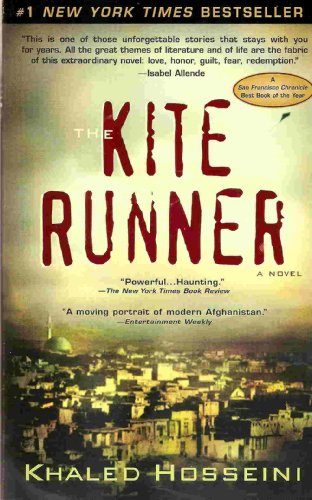 #1 NEW YORK TIMES BESTSELLER
"This is one of those unforgettable stories that stays with you
for years. All the great themes of literature and of life are the fabric
of this extraordinary novel: love, honor, guilt, fear, redemption."
—Isabel Allende
A
San Francisco Chronicle
Best Book of the
Year
THE
KITE
RUNNER
A NOVEL
"Powerful...Haunting."
—The New York Times Book Review
"A moving portrait of modern Afghanistan."
—Entertainment Weekly
KHALED HOSSEINI